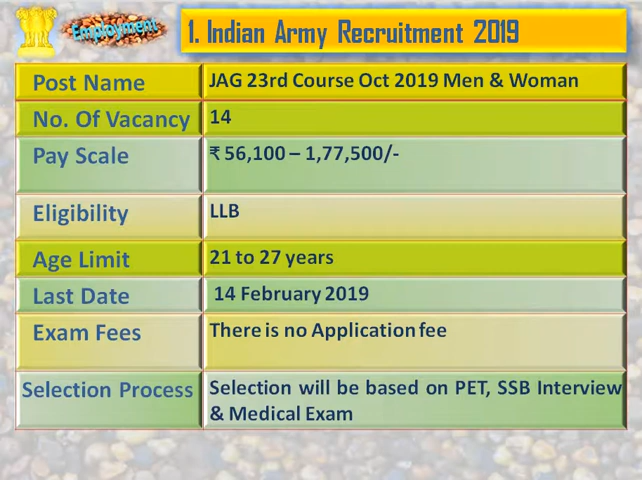 Employment
1. Indian Army Recruitment 2019
Post Name
JAG 23rd Course Oct 2019 Men & Woman
No. Of Vacancy
14
Pay Scale
₹ 56,100 – 1,77,500/-
Eligibility
LLB
Age Limit
21 to 27 years
Last Date
14 February 2019
Exam Fees
There is no Application fee
Selection Process
Selection will be based on PET, SSB Interview
& Medical Exam